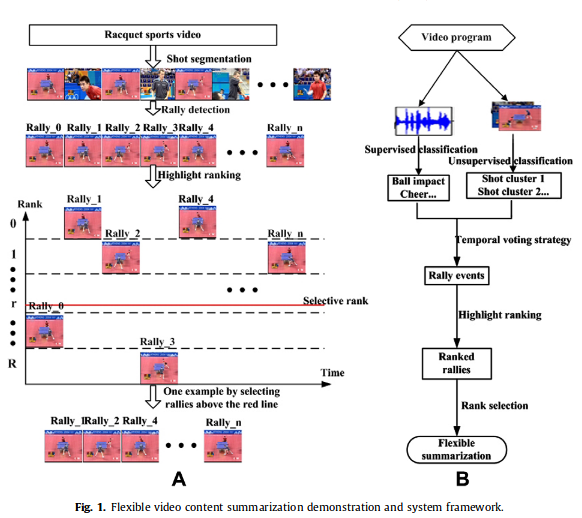 Racquet sports video
Shot segmentation
Rally detection
Rally_0 Rally_1 Rally_2 Rally_3 Rally_4 Rally_n
Highlight ranking
Rank
0
Rally_1
Rally_4
1
Rally_2
Rally_n
r
Selective rank
Rally_0
Rally_3
R
Time
One example by selecting
rallies above the red line
Rally_1 Rally_2 Rally_4 Rally_n
A
Video program
Supervised classification
Unsupervised classification
Ball impact
Cheer...
Shot cluster 1
Shot cluster 2...
Temporal voting strategy
Rally events
Highlight ranking
Ranked
rallies
Rank selection
Flexible
summarization
B
Fig. 1. Flexible video content summarization demonstration and system framework.